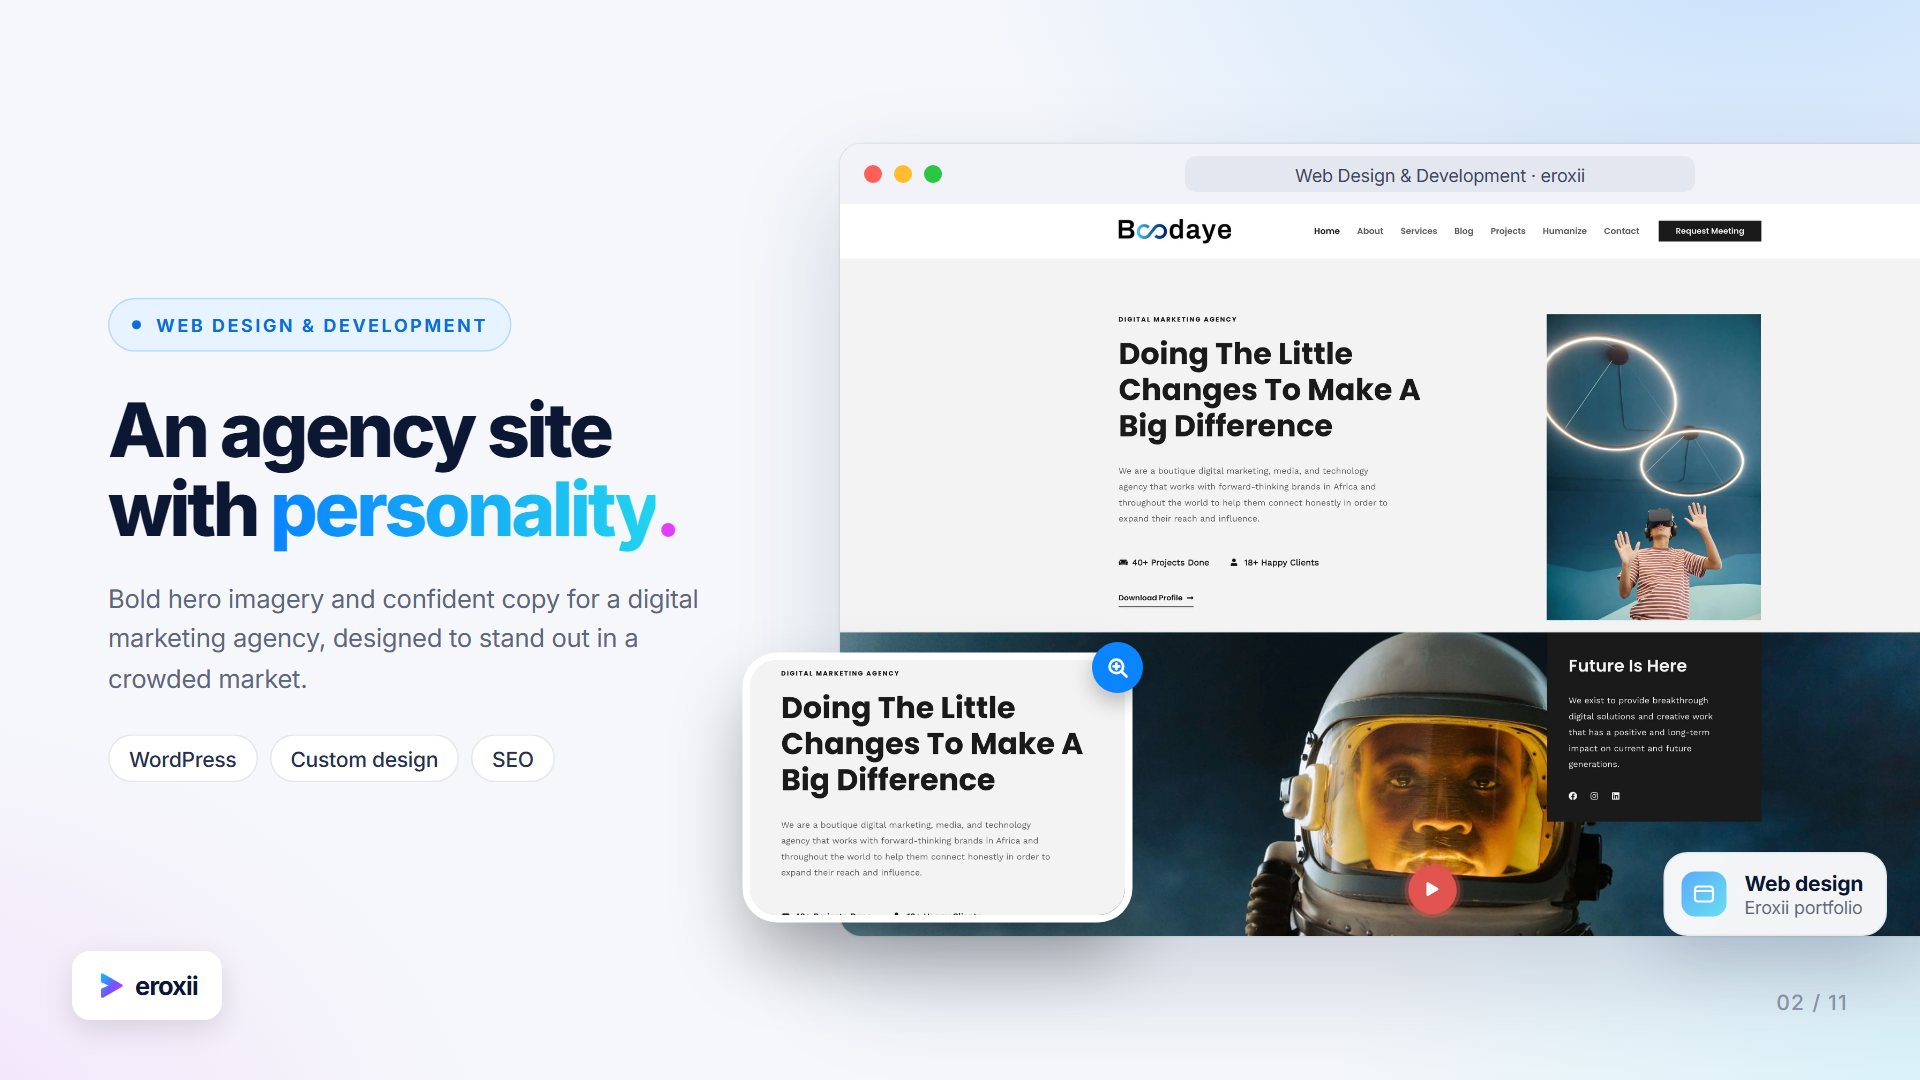 WEB DESIGN & DEVELOPMENT
An agency site
with personality.
Bold hero imagery and confident copy for a digital
marketing agency, designed to stand out in a
crowded market.
WordPress
Custom design
SEO
eroxii
Web Design & Development · eroxii
Boodaye
Home About Services Blog Projects Humanize Contact Request Meeting
DIGITAL MARKETING AGENCY
Doing The Little
Changes To Make A
Big Difference
We are a boutique digital marketing, media, and technology
agency that works with forward-thinking brands in Africa and
throughout the world to help them connect honestly in order to
expand their reach and influence.
40+ Projects Done 18+ Happy Clients
Download Profile →
Future Is Here
We exist to provide breakthrough
digital solutions and creative work
that has a positive and long-term
impact on current and future
generations.
DIGITAL MARKETING AGENCY
Doing The Little
Changes To Make A
Big Difference
We are a boutique digital marketing, media, and technology
agency that works with forward-thinking brands in Africa and
throughout the world to help them connect honestly in order to
expand their reach and influence.
Web design
Eroxii portfolio
02 / 11